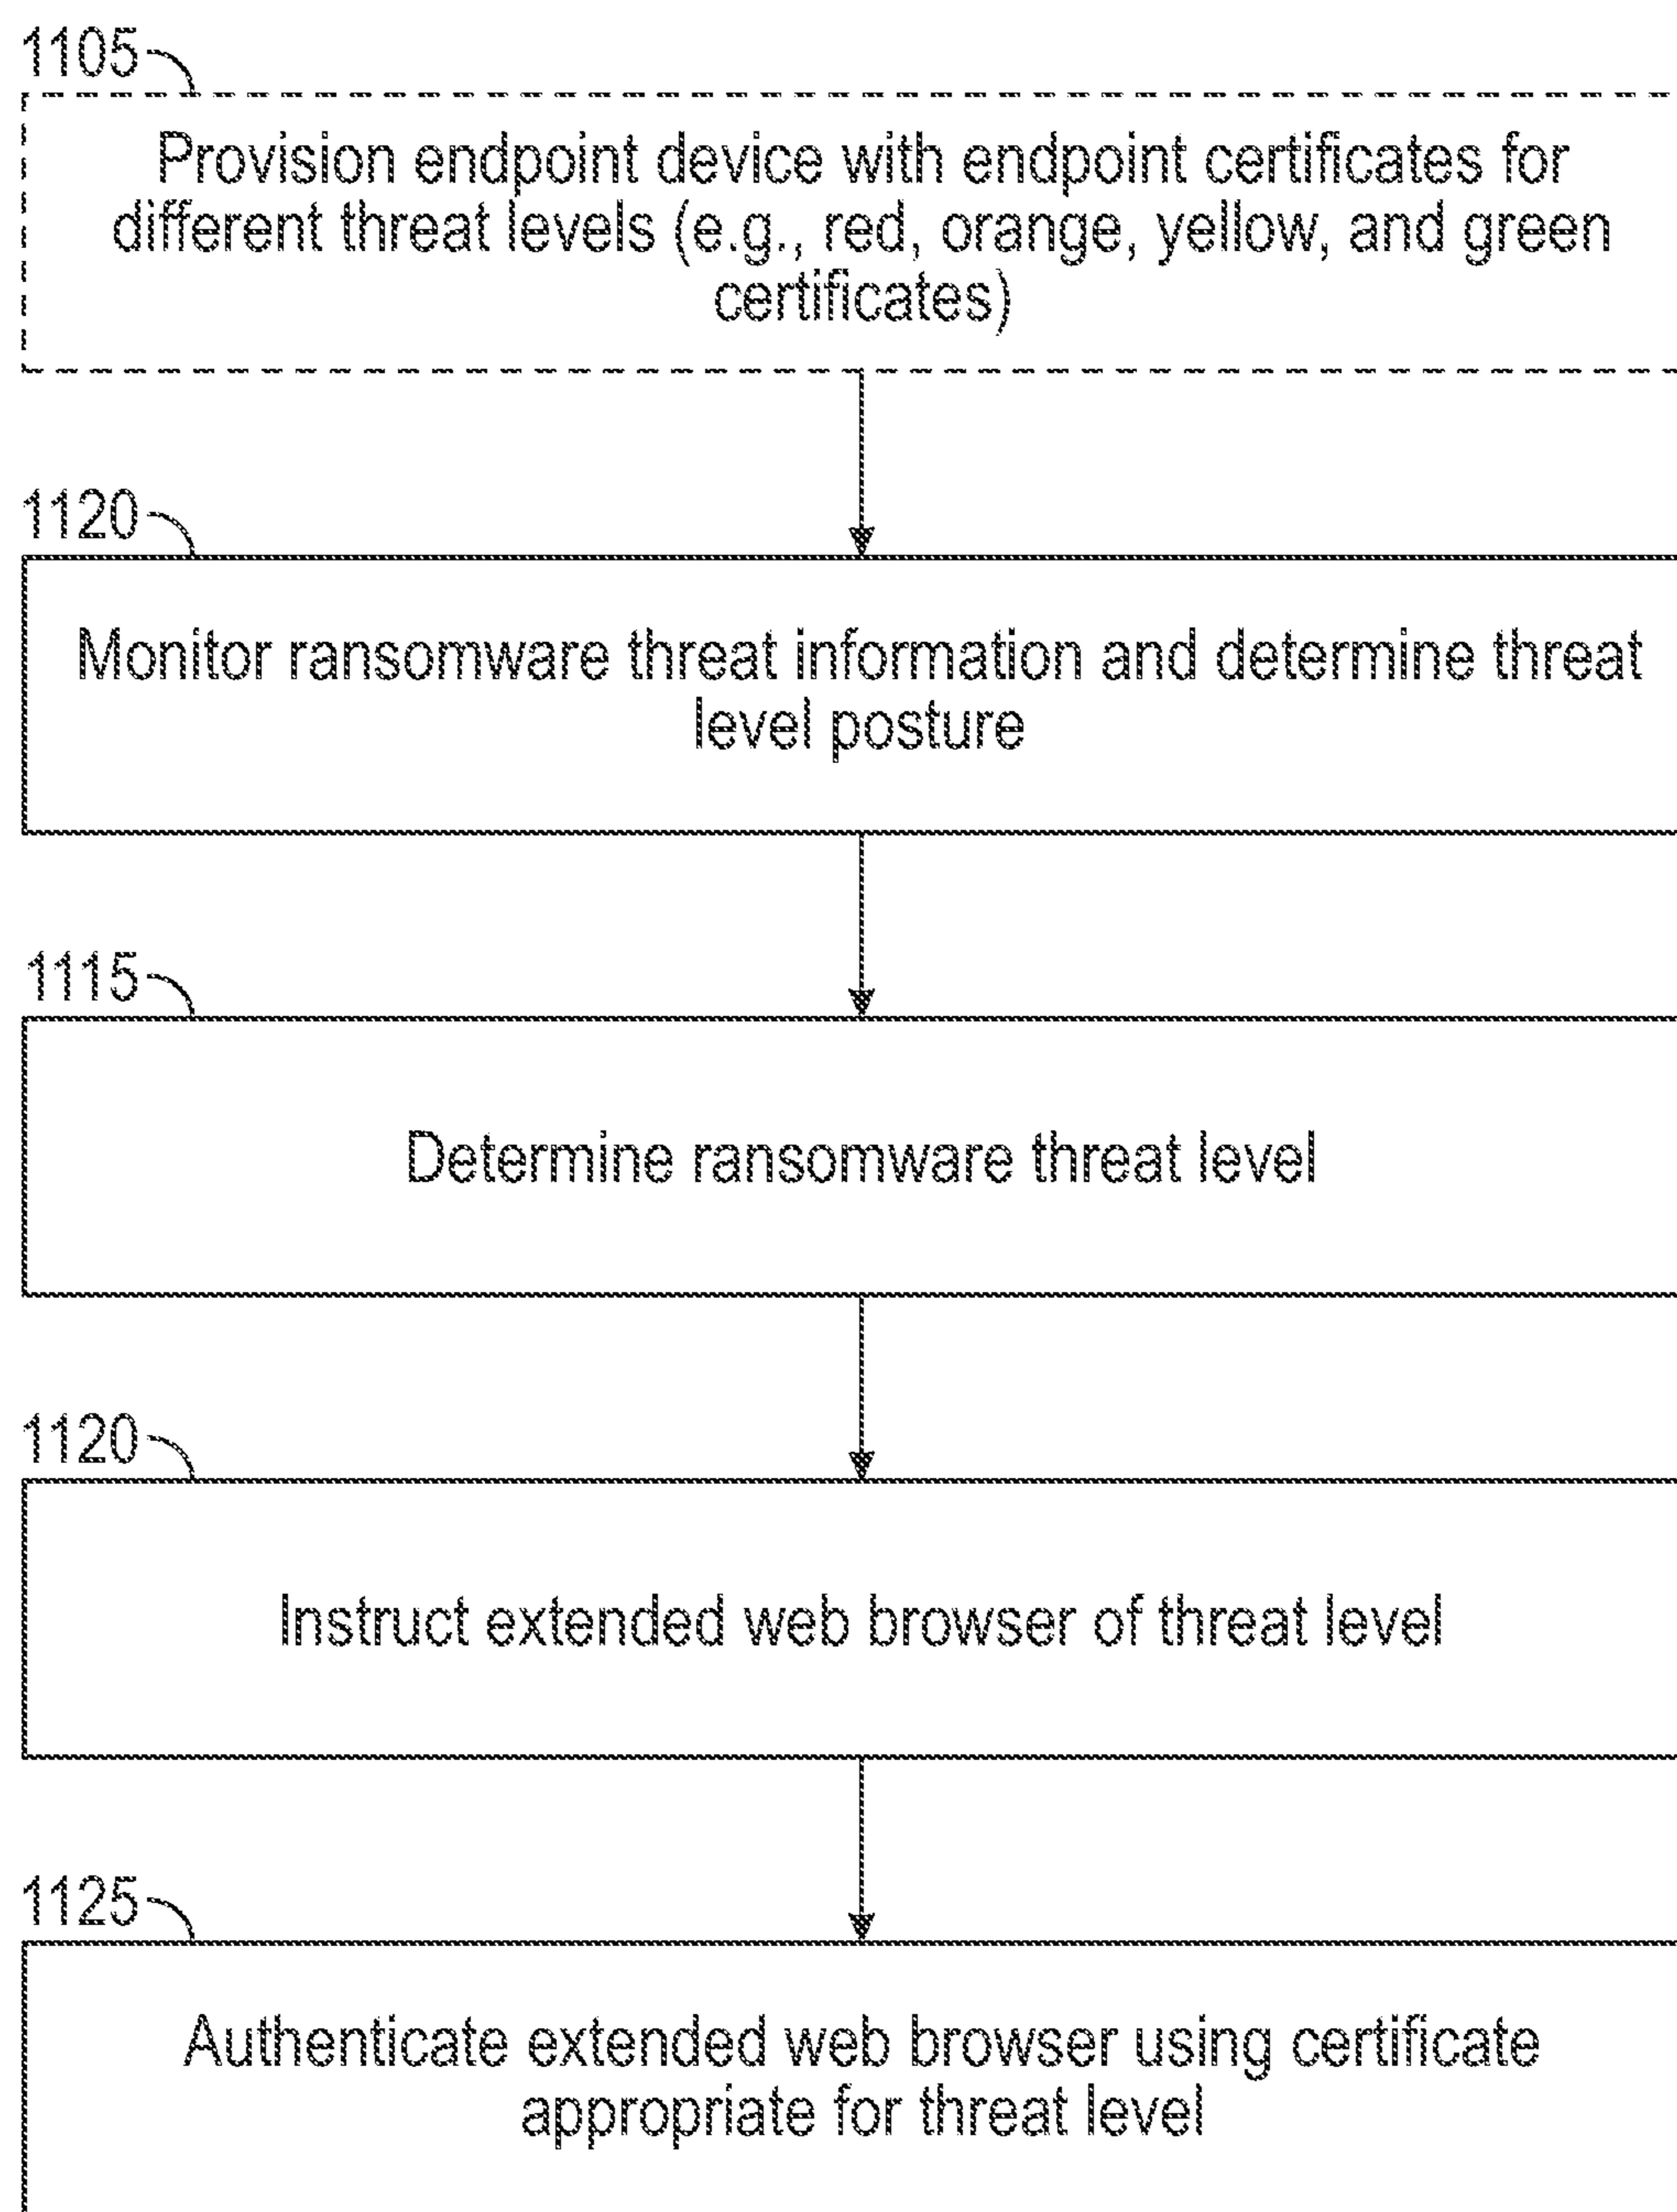 1105
Provision endpoint device with endpoint certificates for
different threat levels (e.g., red, orange, yellow, and green
certificates)
1120
Monitor ransomware threat information and determine threat
level posture
1115
Determine ransomware threat level
1120
Instruct extended web browser of threat level
1125
Authenticate extended web browser using certificate
appropriate for threat level